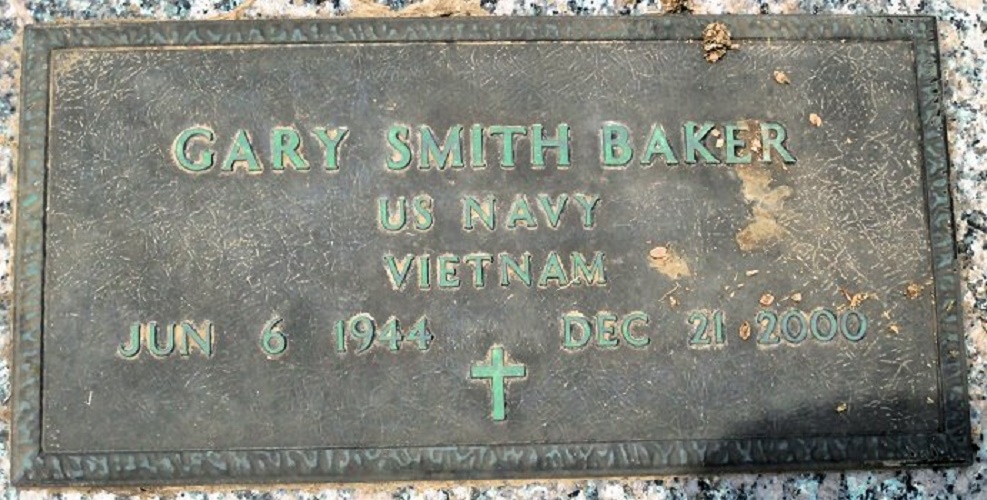 GARY SMITH BAKER
US NAVY
VIETNAM
JUN 6 1944 DEC 21 2000